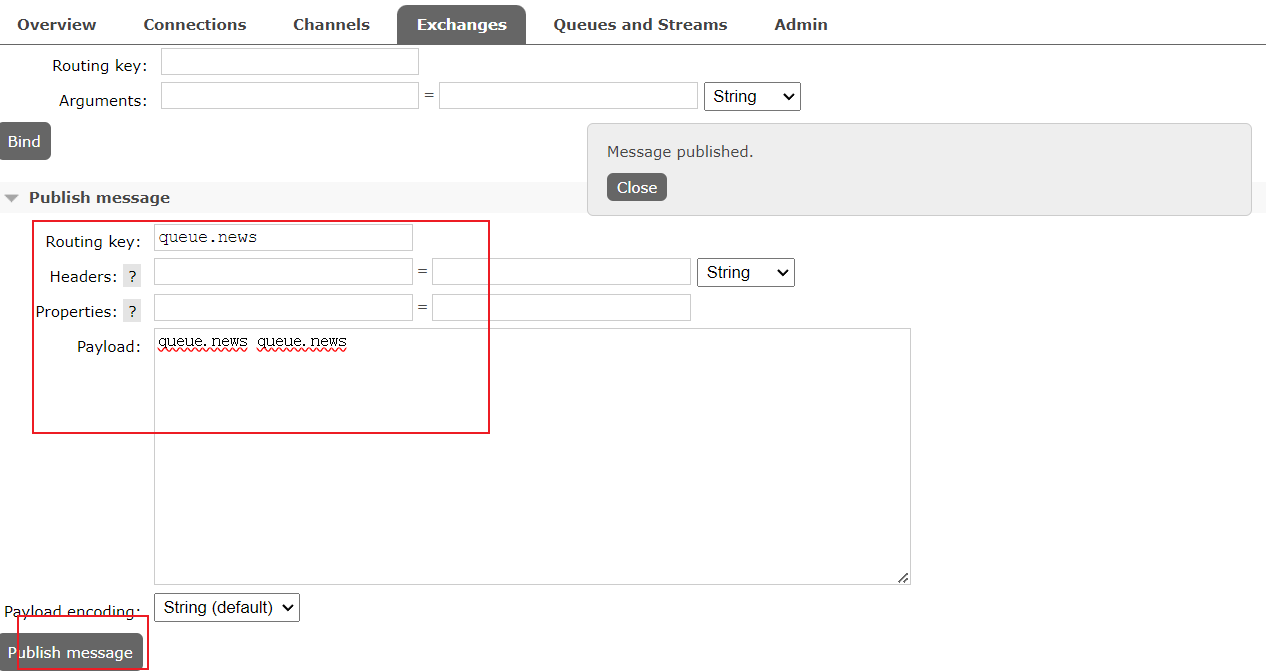 Overview Connections Channels Exchanges Queues and Streams Admin
Routing key:
Arguments: = String
Bind
Message published.
Close
Publish message
Routing key: queue.news
Headers: ? = String
Properties: ? =
Payload: queue.news queue.news
Payload encoding: String (default)
Publish message